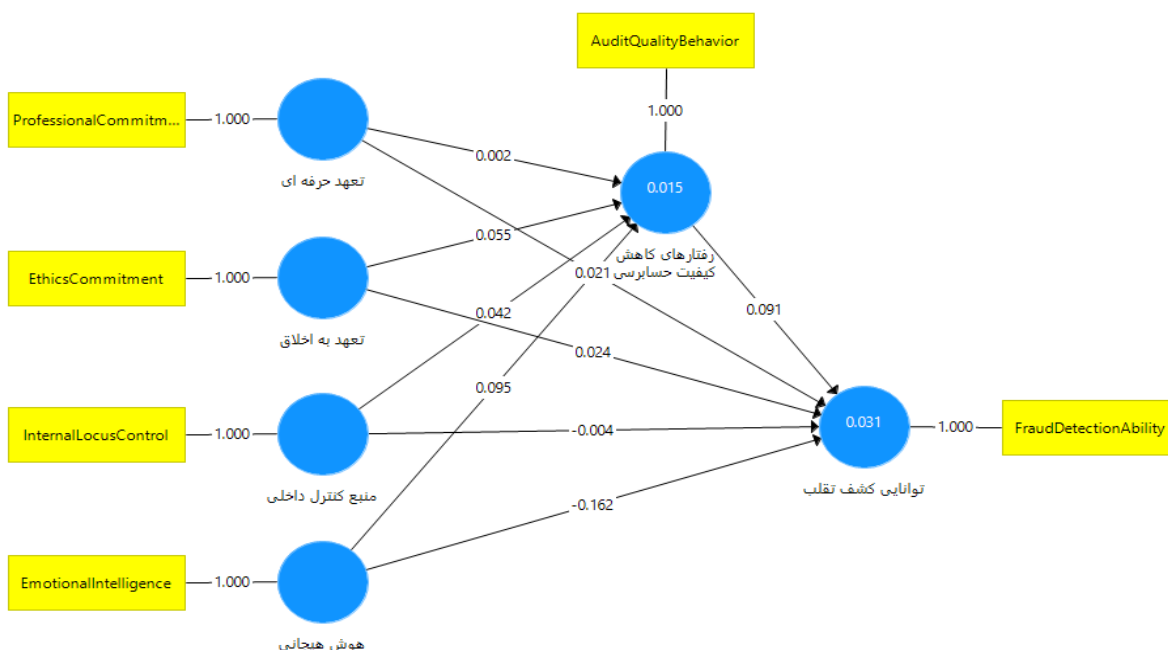 AuditQualityBehavior
1.000
ProfessionalCommitm...
1.000
تعهد حرفه ای
0.002
0.015
رفتارهای کاهش
کیفیت حسابرسی
0.055
0.021
EthicsCommitment
1.000
تعهد به اخلاق
0.042
0.091
0.024
0.095
InternalLocusControl
1.000
منبع کنترل داخلی
-0.004
0.031
1.000
FraudDetectionAbility
توانایی کشف تقلب
-0.162
EmotionalIntelligence
1.000
هوش هیجانی